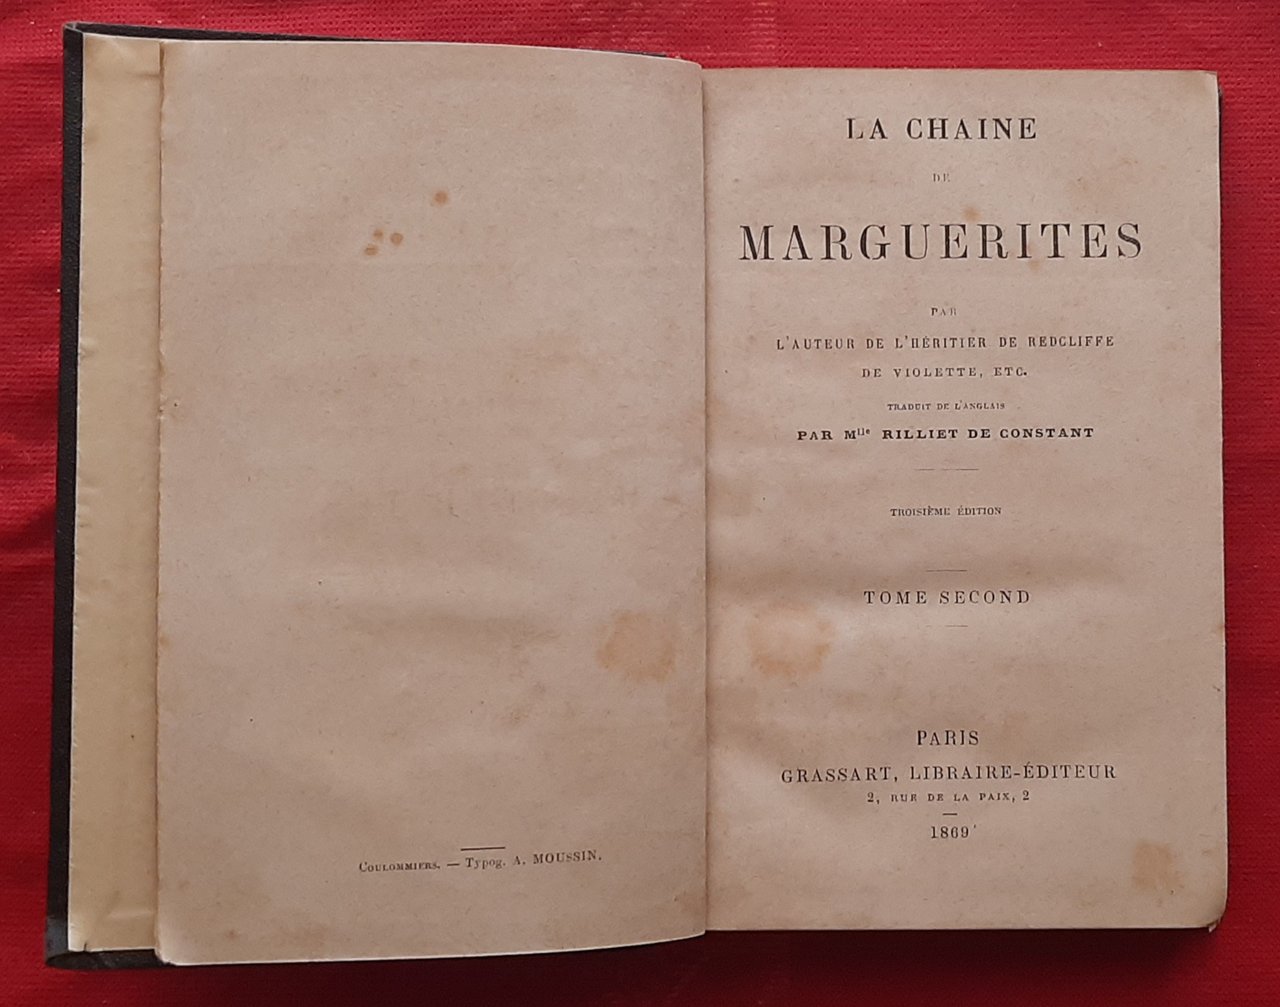 Coulommiers. — Typog. A. MOUSSIN.
LA CHAINE
DE
MARGUERITES
PAR
L'AUTEUR DE L'HÉRITIER DE REDCLIFFE
DE VIOLETTE, ETC.
TRADUIT DE L'ANGLAIS
PAR Mlle RILLIET DE CONSTANT
TROISIÈME ÉDITION
TOME SECOND
PARIS
GRASSART, LIBRAIRE-ÉDITEUR
2, RUE DE LA PAIX, 2
1869